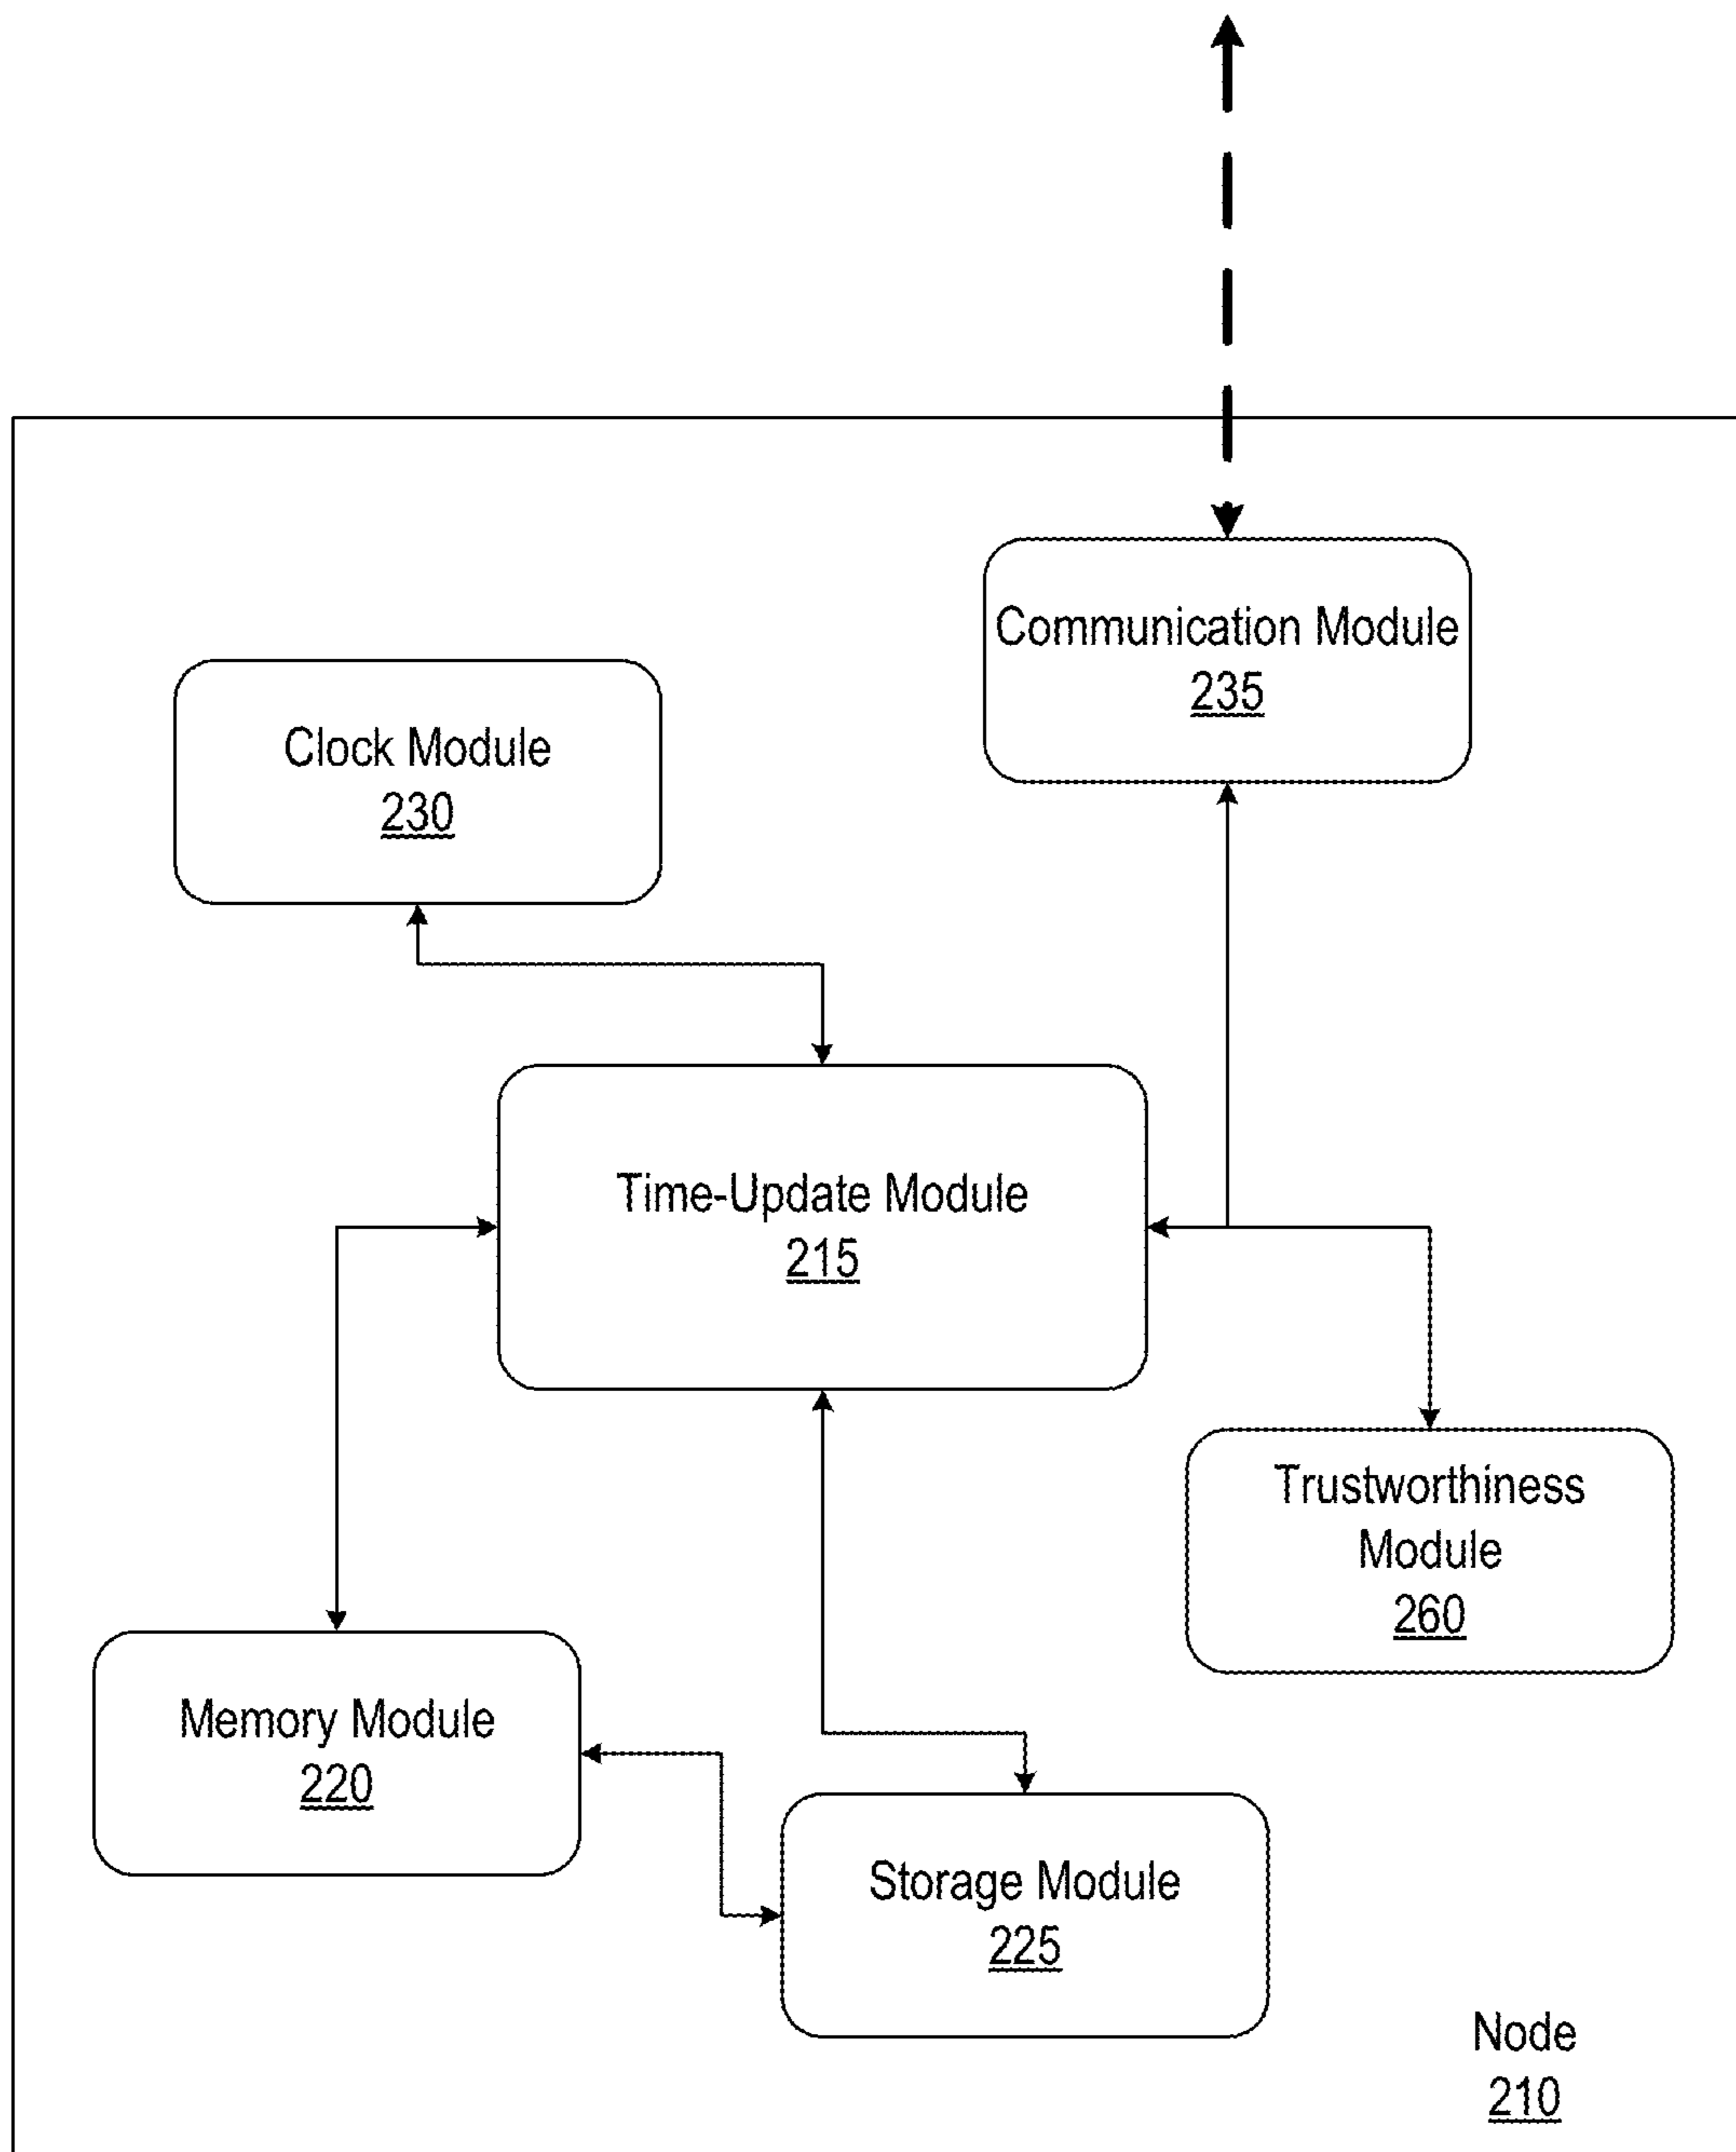 Communication Module
235
Clock Module
230
Time-Update Module
215
Trustworthiness
Module
260
Memory Module
220
Storage Module
225
Node
210